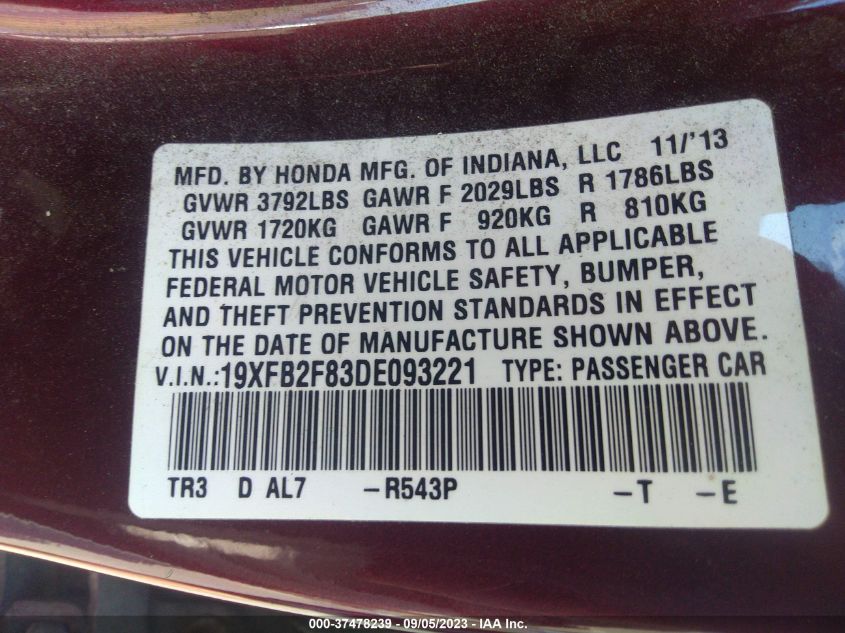 MFD. BY HONDA MFG. OF INDIANA, LLC 11/'13
GVWR 3792LBS GAWR F 2029LBS R 1786LBS
GVWR 1720KG GAWR F 920KG R 810KG
THIS VEHICLE CONFORMS TO ALL APPLICABLE
FEDERAL MOTOR VEHICLE SAFETY, BUMPER,
AND THEFT PREVENTION STANDARDS IN EFFECT
ON THE DATE OF MANUFACTURE SHOWN ABOVE.
V.I.N.:19XFB2F83DE093221 TYPE: PASSENGER CAR
TR3 D AL7 -R543P -T -E
000-37478239 - 09/05/2023 - IAA Inc.